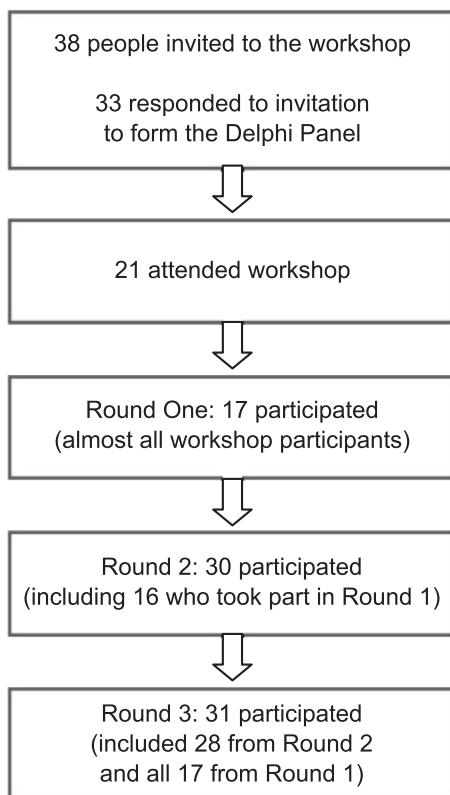 38 people invited to the workshop
33 responded to invitation
to form the Delphi Panel
21 attended workshop
Round One: 17 participated
(almost all workshop participants)
Round 2: 30 participated
(including 16 who took part in Round 1)
Round 3: 31 participated
(included 28 from Round 2
and all 17 from Round 1)